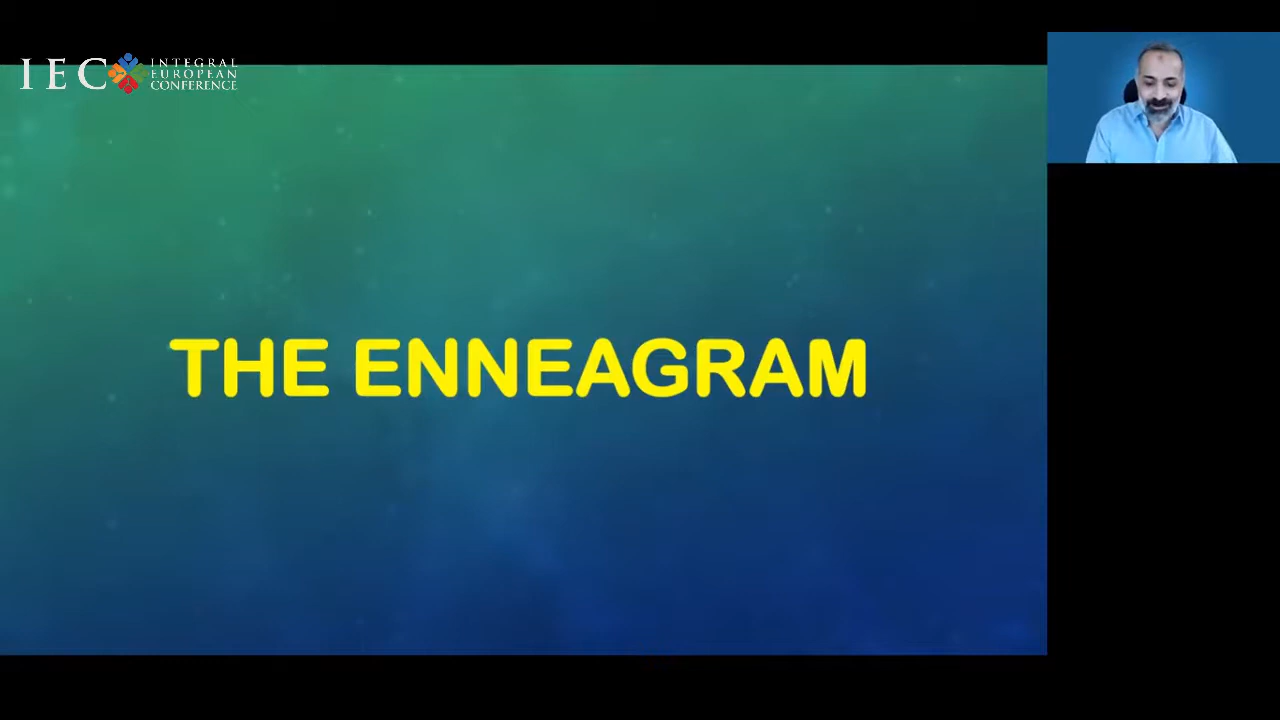 IEC
INTEGRAL
EUROPEAN
CONFERENCE
THE ENNEAGRAM